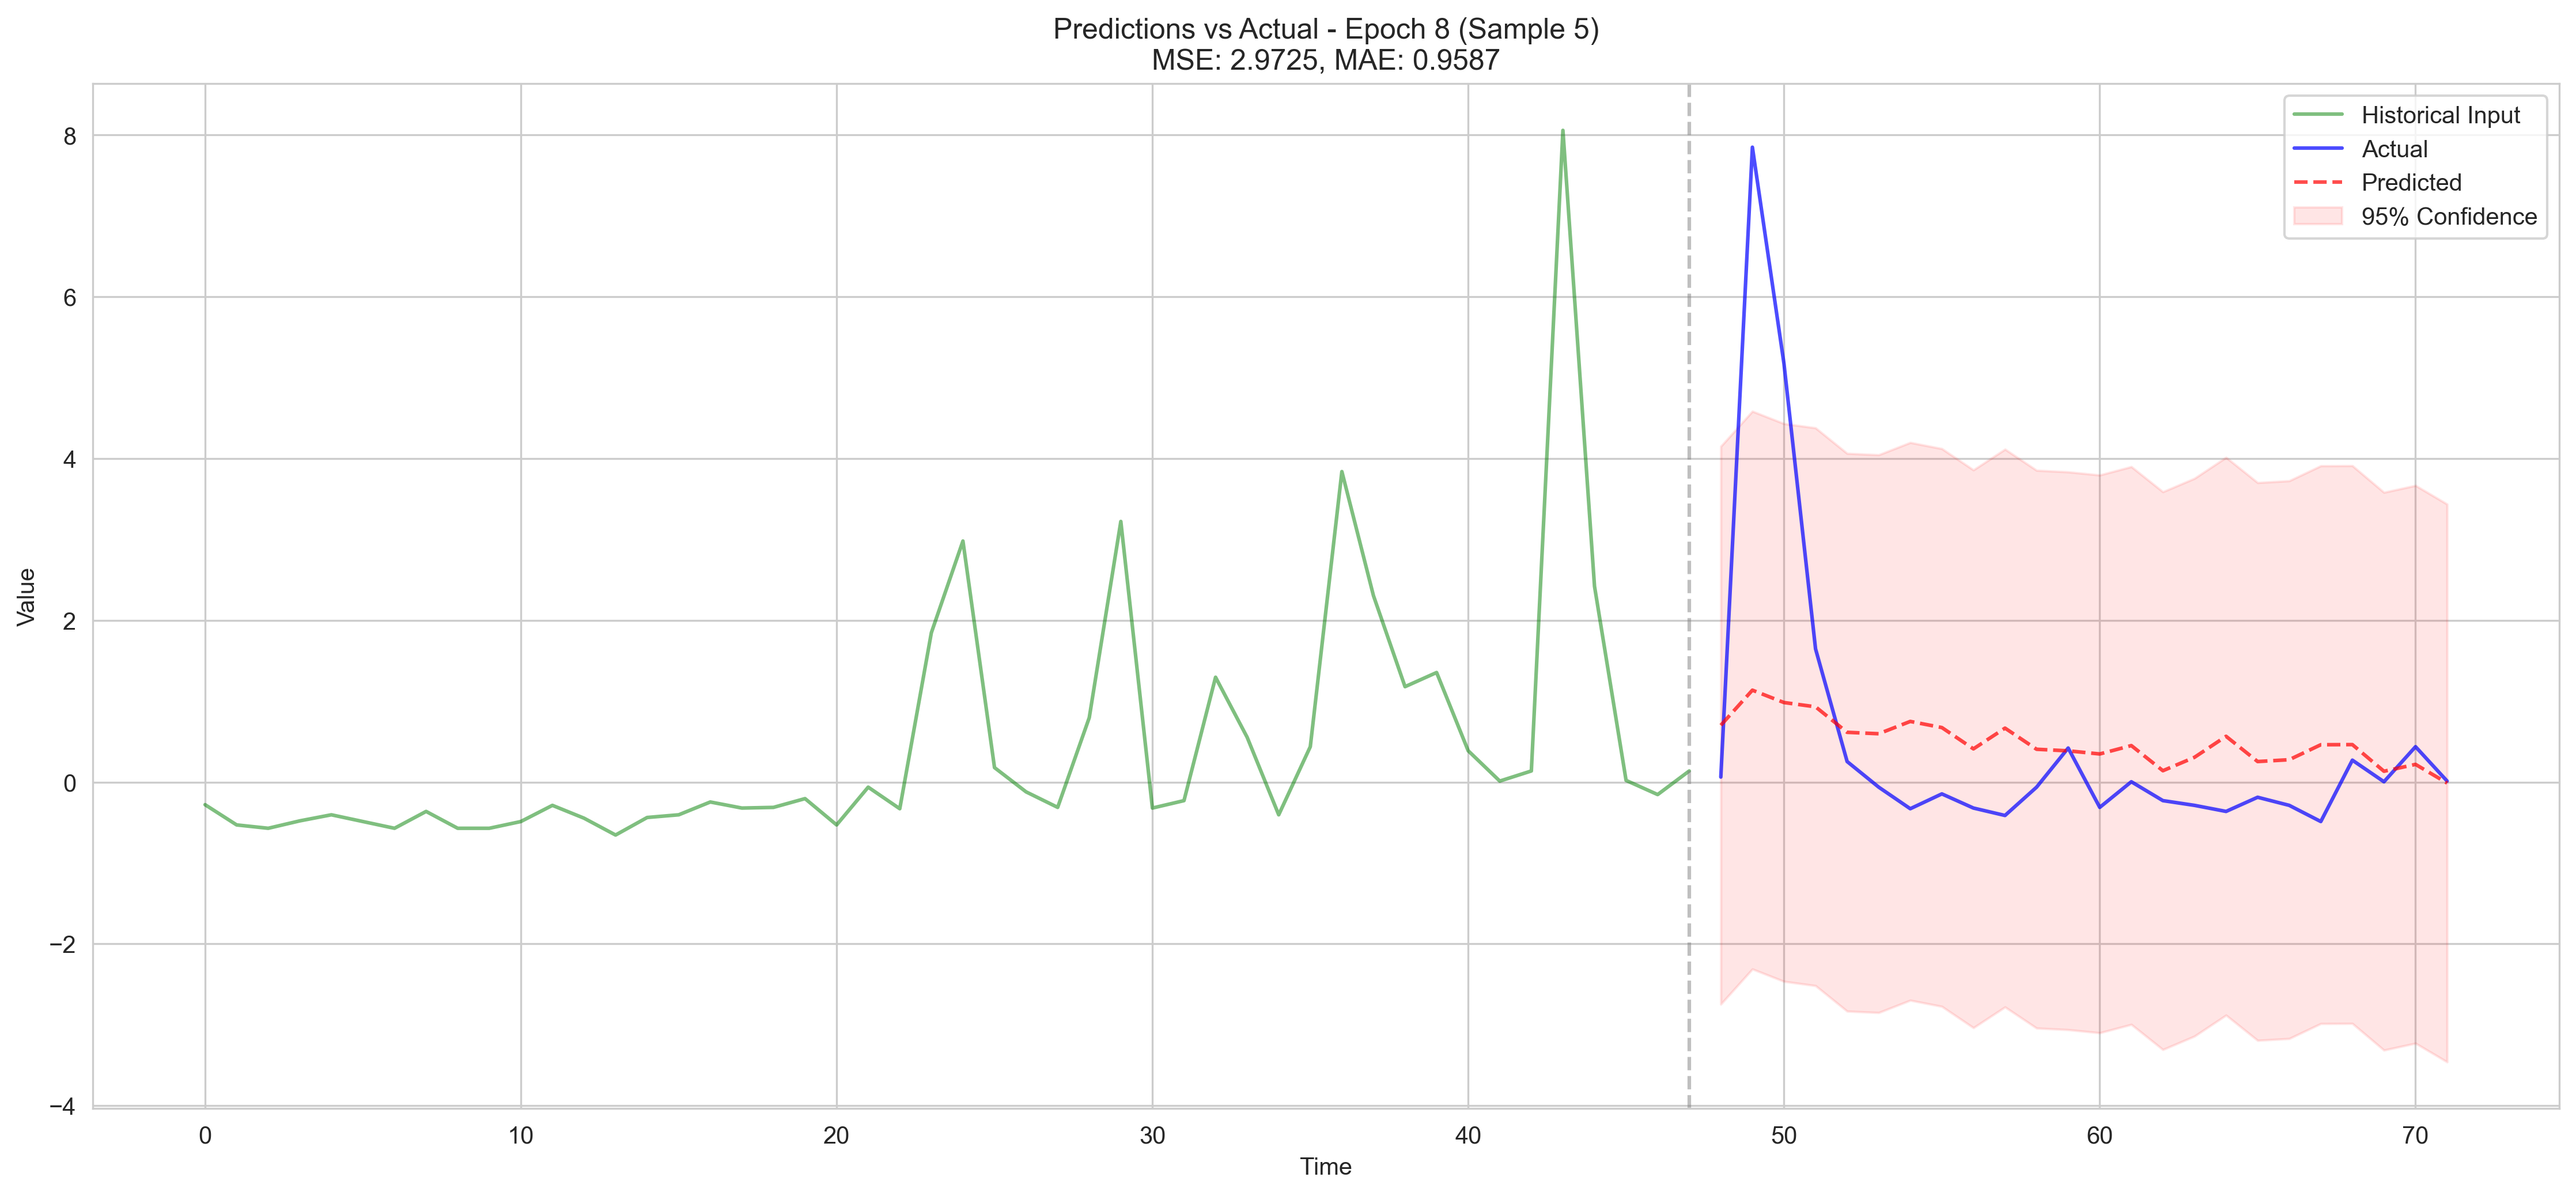 Predictions vs Actual - Epoch 8 (Sample 5)
MSE: 2.9725, MAE: 0.9587
Historical Input
Actual
Predicted
95% Confidence
Value
8
6
4
2
0
−2
−4
0 10 20 30 40 50 60 70
Time